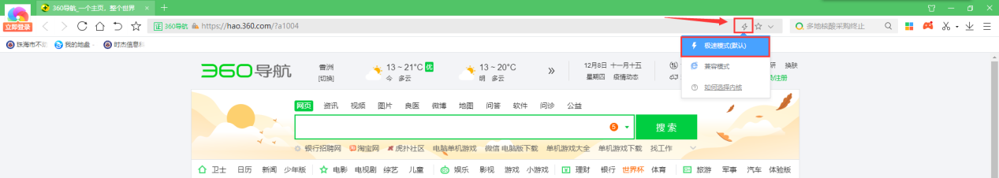 360导航_一个主页，整个世界
立即登录
证 360导航 https://hao.360.com/?a1004
多地核酸采购终止
珠海市不动
我的地盘
时杰信息科
极速模式(默认)
兼容模式
如何选择内核
360导航
香洲
[切换]
13 ~ 21°C 优
今 多云
13 ~ 20°C
明 多云
12月8日 十一月十五
星期四 疫情动态
换肤
注册
网页 资讯 视频 图片 良医 微博 地图 问答 软件 问诊 公益
5
搜索
银行招聘网 淘宝网 虎扑社区 电脑单机游戏 微信 电脑版下载 单机游戏大全 单机游戏下载 找工作
卫士 日历 新闻 少年版 电影 电视剧 综艺 儿童 娱乐 影视 游戏 小游戏 理财 银行 世界杯 体育 旅游 军事 汽车 体验版